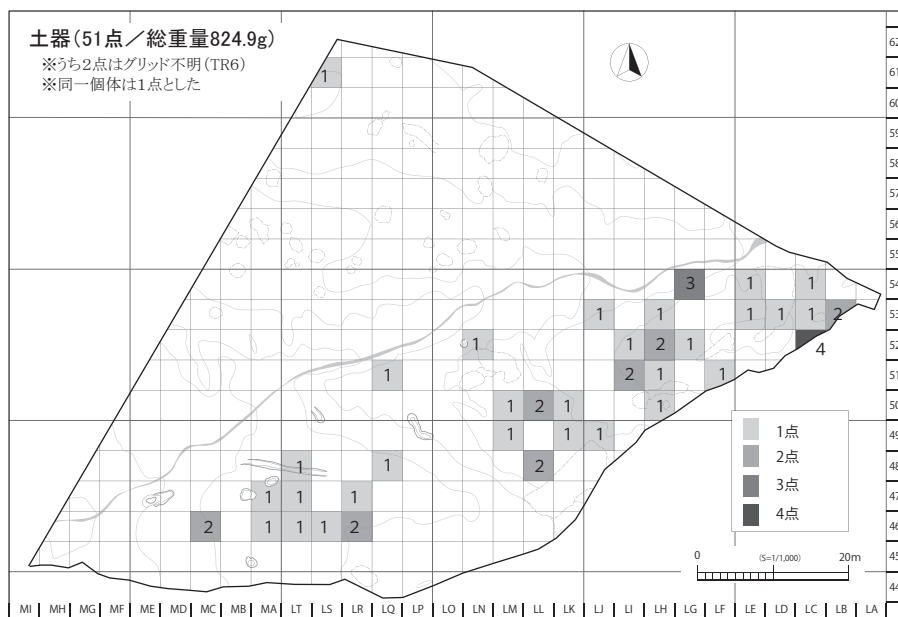 土器(51点／総重量824.9g)
※うち2点はグリッド不明(TR6)
※同一個体は1点とした
62
1 61
60
59
58
57
56
55
3 1 1 54
1 1 1 1 1 2 53
1 1 2 1 4 52
1 2 1 1 51
1 2 1 1 50
1 1 1 49
1 1 2 48
1 1 1 47
2 1 1 1 2 46
45
44
1点
2点
3点
4点
0 (S=1/1,000) 20m
MI MH MG MF ME MD MC MB MA LT LS LR LQ LP LO LN LM LL LK LJ LI LH LG LF LE LD LC LB LA